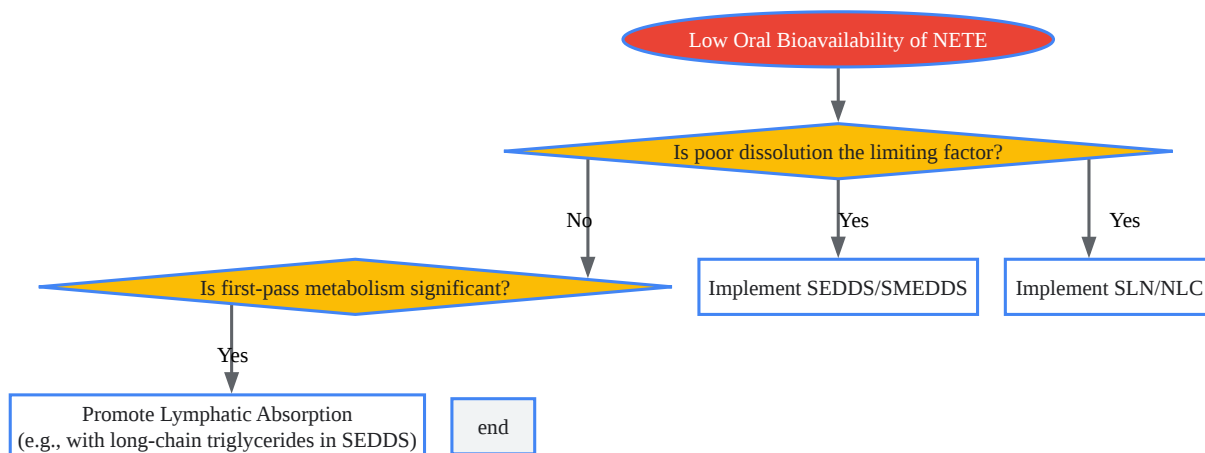 Low Oral Bioavailability of NETE
Is poor dissolution the limiting factor?
No
Yes
Yes
Is first-pass metabolism significant?
Implement SEDDS/SMEDDS
Implement SLN/NLC
Yes
Promote Lymphatic Absorption
(e.g., with long-chain triglycerides in SEDDS)
end